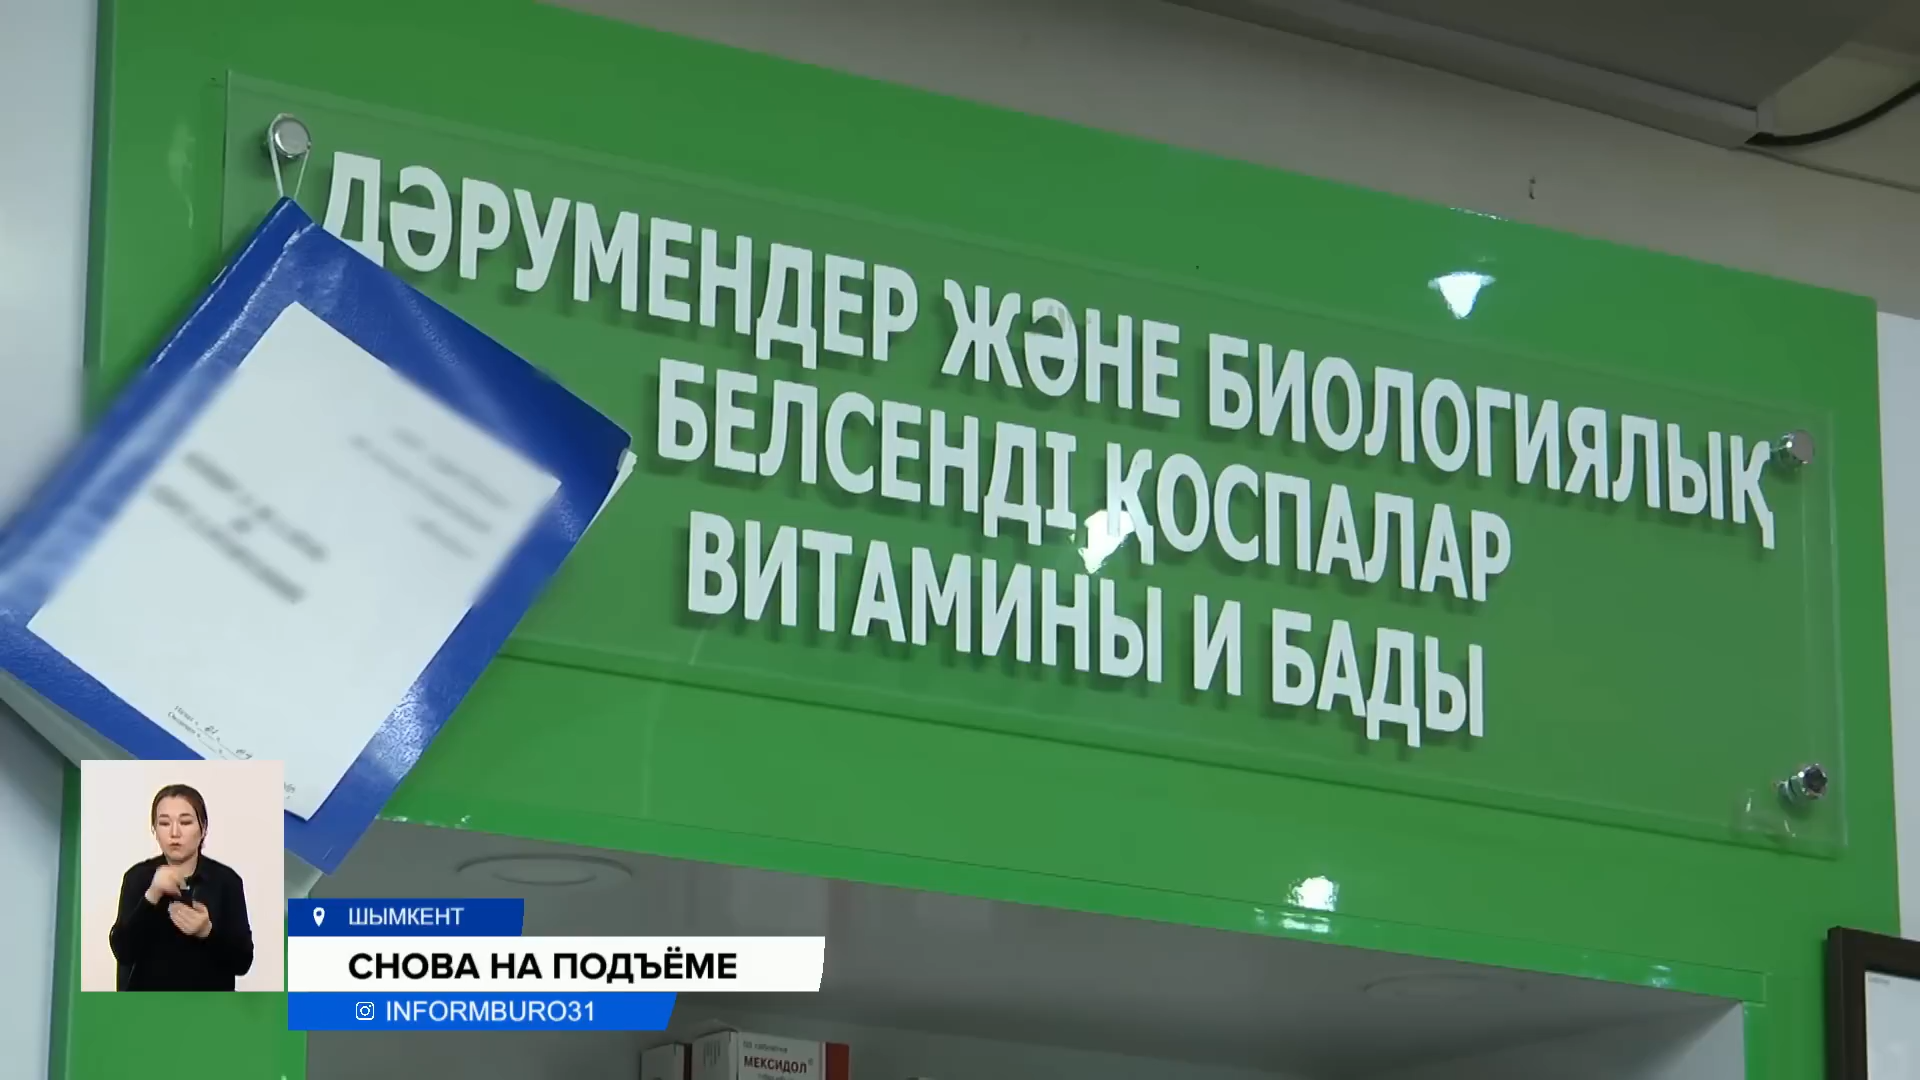 ДӘРУМЕНДЕР ЖӘНЕ БИОЛОГИЯЛЫҚ
БЕЛСЕНДІ ҚОСПАЛАР
ВИТАМИНЫ И БАДЫ
ШЫМКЕНТ
СНОВА НА ПОДЪЁМЕ
INFORMBURO31
МЕКСИДОЛ